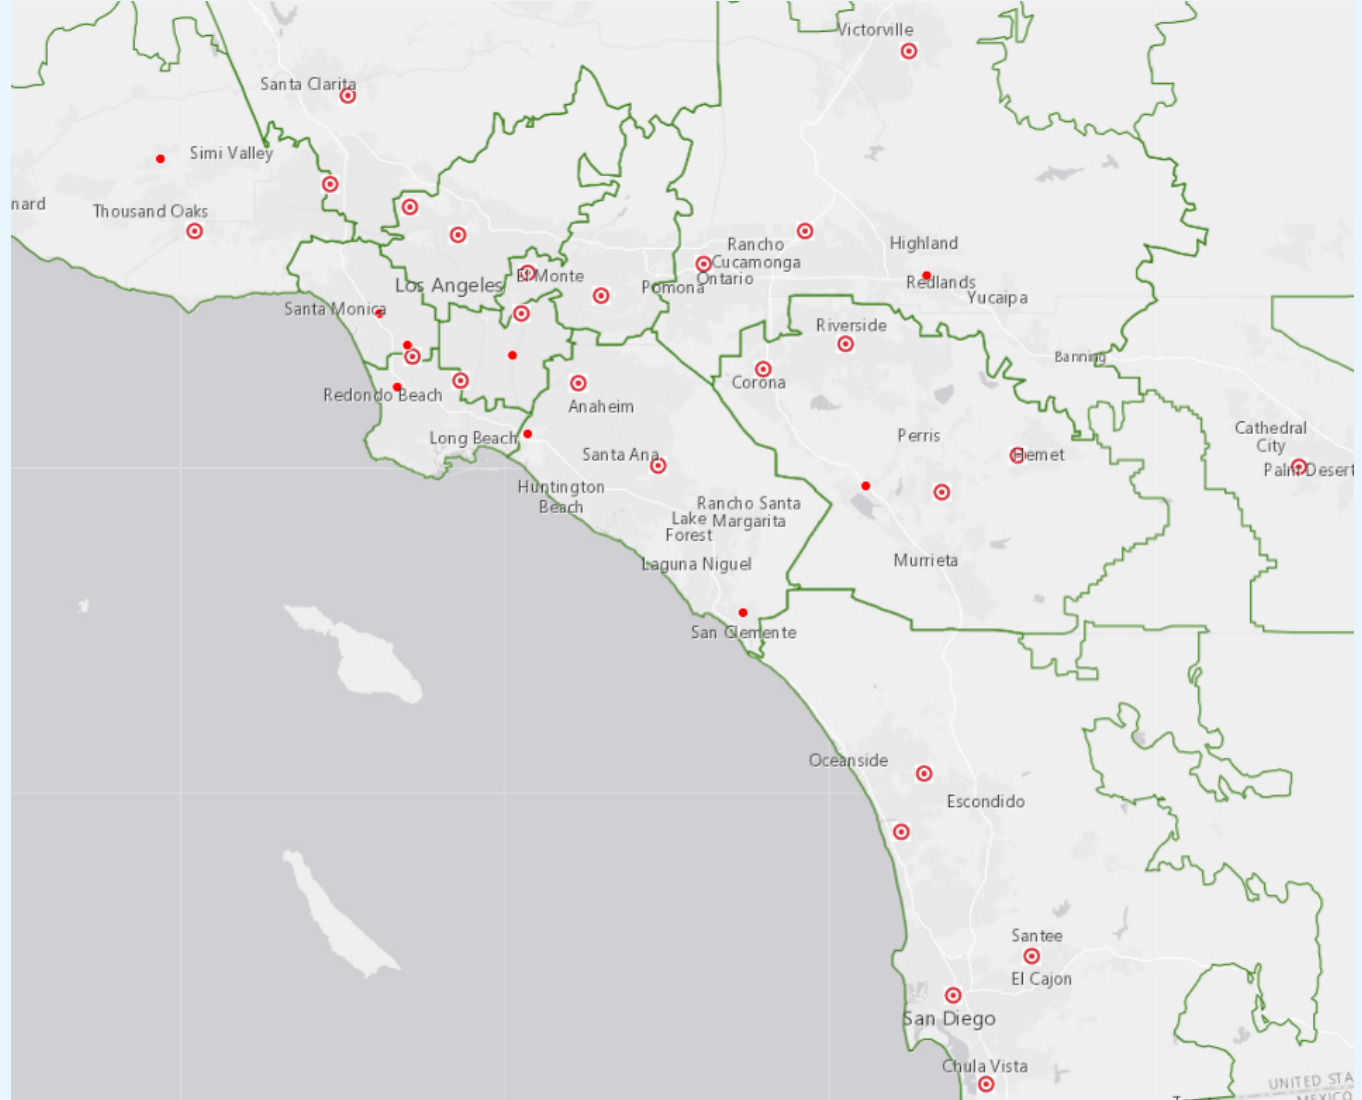 Victorville
Santa Clarita
Simi Valley
nard
Thousand Oaks
Rancho
Cucamonga
Highland
El Monte
Los Angeles
Pomona
Ontario
Redlands
Yucaipa
Santa Monica
Riverside
Banning
Corona
Redondo Beach
Anaheim
Long Beach
Santa Ana
Perris
Hemet
Cathedral
City
Palm Desert
Huntington
Beach
Rancho Santa
Margarita
Lake
Forest
Laguna Niguel
Murrieta
San Clemente
Oceanside
Escondido
Santee
El Cajon
San Diego
Chula Vista
UNITED STA
MEXICO